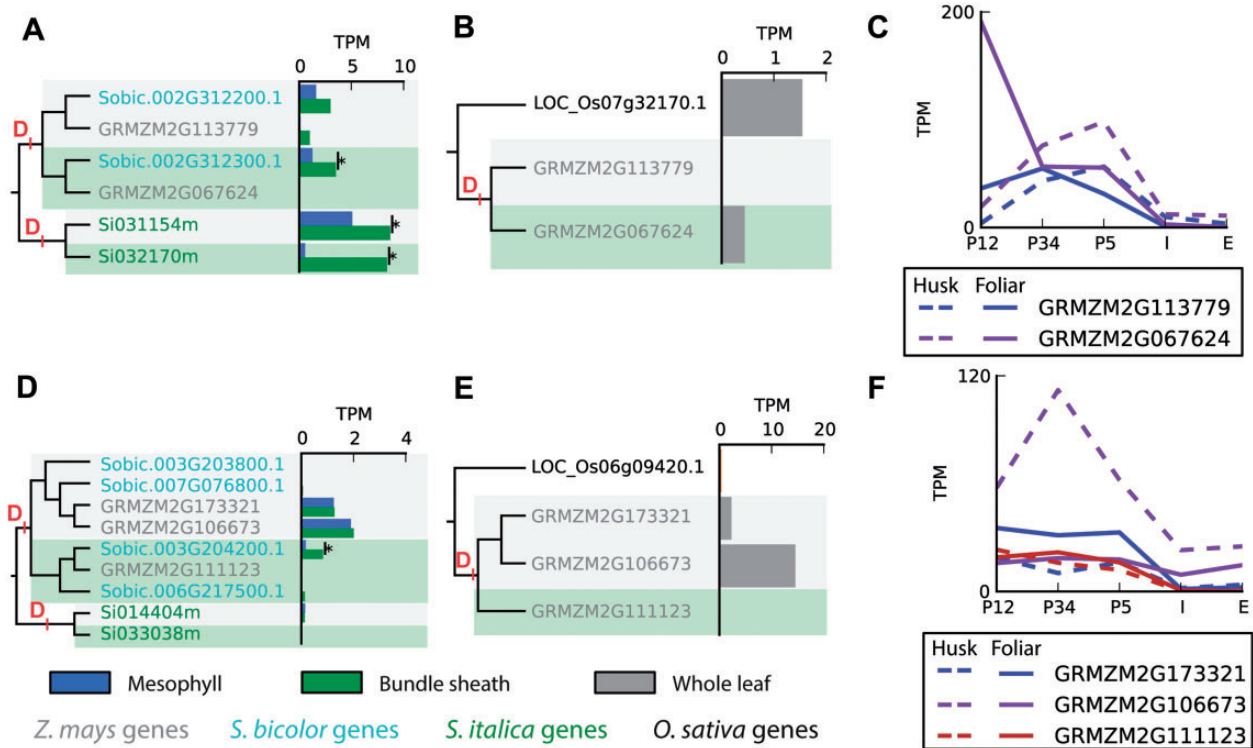 A
TPM
0 5 10
Sobic.002G312200.1
GRMZM2G113779
D
Sobic.002G312300.1
*
GRMZM2G067624
D
Si031154m
*
Si032170m
*
B
TPM
0 1 2
LOC_Os07g32170.1
GRMZM2G113779
D
GRMZM2G067624
C
200
TPM
0
P12 P34 P5 I E
Husk Foliar
GRMZM2G113779
GRMZM2G067624
D
TPM
0 2 4
Sobic.003G203800.1
Sobic.007G076800.1
GRMZM2G173321
D
GRMZM2G106673
Sobic.003G204200.1
*
GRMZM2G111123
Sobic.006G217500.1
D
Si014404m
Si033038m
E
TPM
0 10 20
LOC_Os06g09420.1
GRMZM2G173321
GRMZM2G106673
D
GRMZM2G111123
F
120
TPM
0
P12 P34 P5 I E
Husk Foliar
GRMZM2G173321
GRMZM2G106673
GRMZM2G111123
Mesophyll Bundle sheath Whole leaf
Z. mays genes S. bicolor genes S. italica genes O. sativa genes